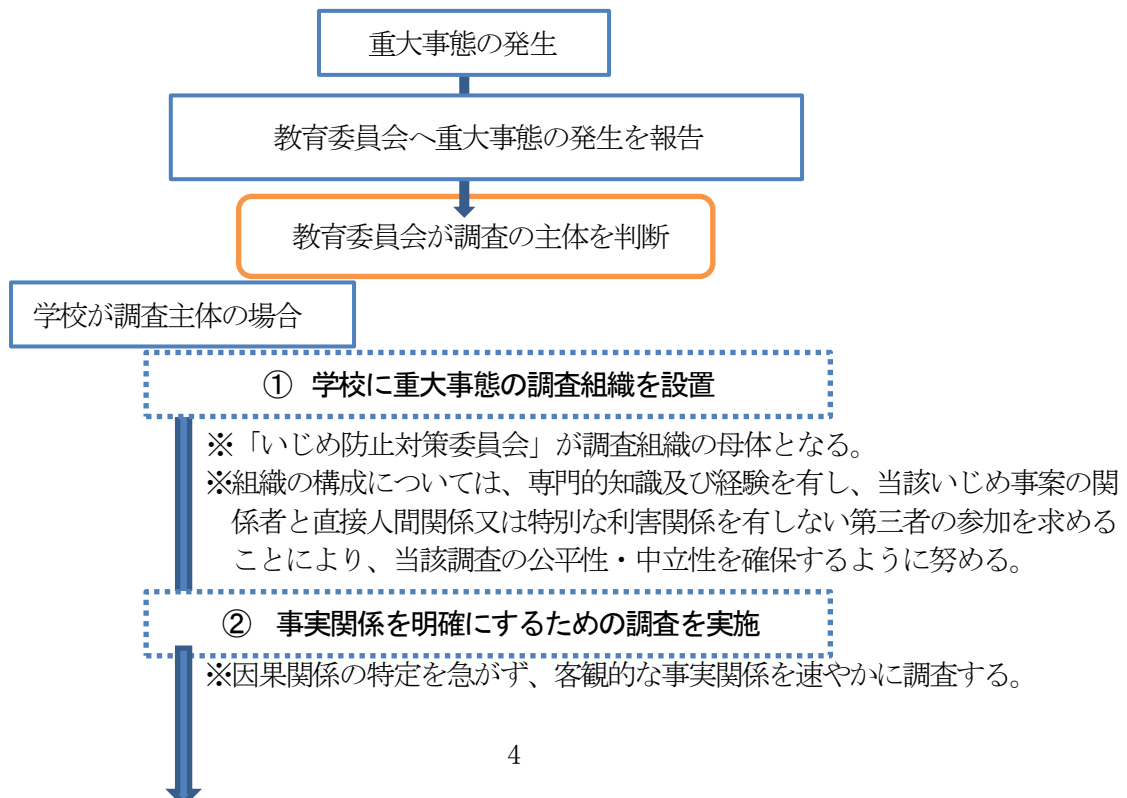 重大事態の発生
教育委員会へ重大事態の発生を報告
教育委員会が調査の主体を判断
学校が調査主体の場合
① 学校に重大事態の調査組織を設置
※「いじめ防止対策委員会」が調査組織の母体となる。
※組織の構成については、専門的知識及び経験を有し、当該いじめ事案の関
係者と直接人間関係又は特別な利害関係を有しない第三者の参加を求める
ことにより、当該調査の公平性・中立性を確保するように努める。
② 事実関係を明確にするための調査を実施
※因果関係の特定を急がず、客観的な事実関係を速やかに調査する。
4